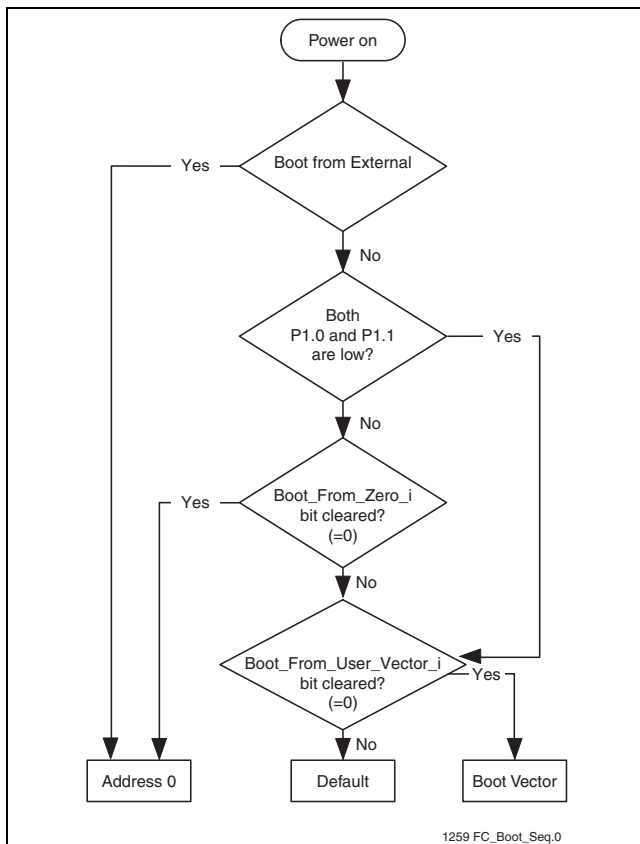 Power on
Boot from External
Yes
No
Both
P1.0 and P1.1
are low?
Yes
No
Boot_From_Zero_i
bit cleared?
(=0)
Yes
No
Boot_From_User_Vector_i
bit cleared?
(=0)
Yes
No
Address 0
Default
Boot Vector
1259 FC_Boot_Seq.0